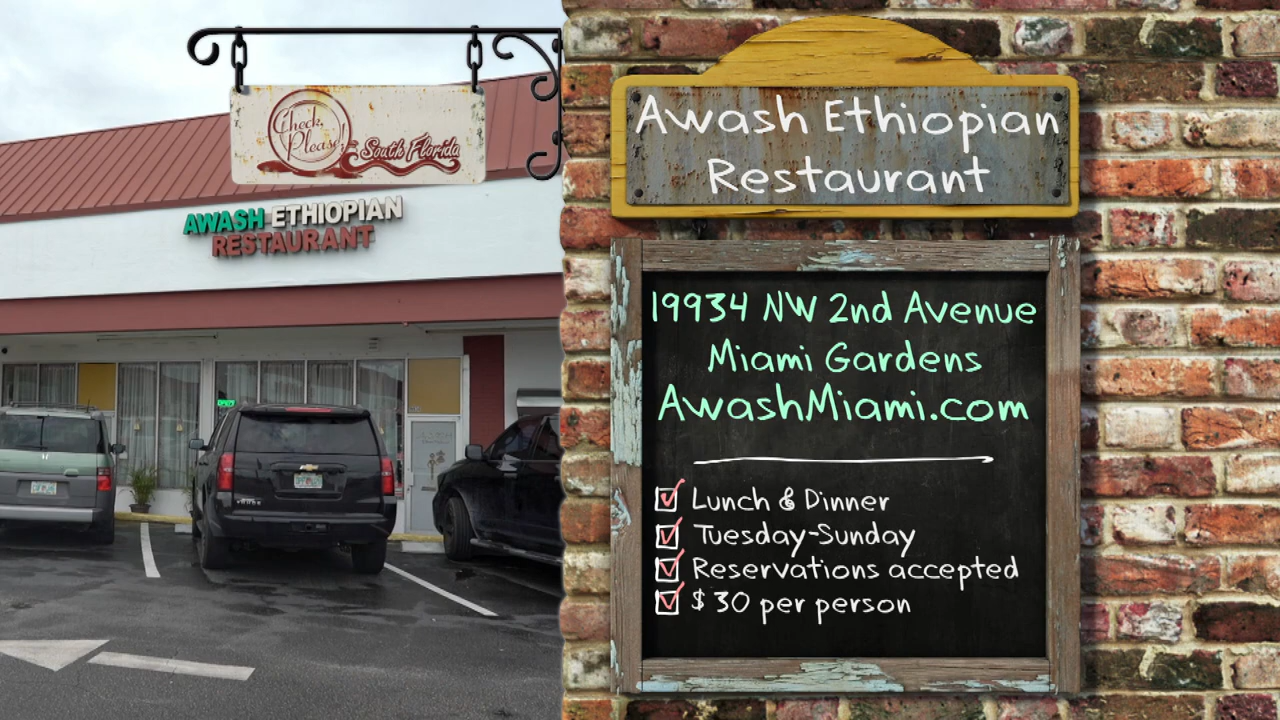 Check, Please!
South Florida
AWASH ETHIOPIAN
RESTAURANT
OPEN
Awash Ethiopian
Restaurant
19934 NW 2nd Avenue
Miami Gardens
AwashMiami.com
Lunch & Dinner
Tuesday-Sunday
Reservations accepted
$30 per person